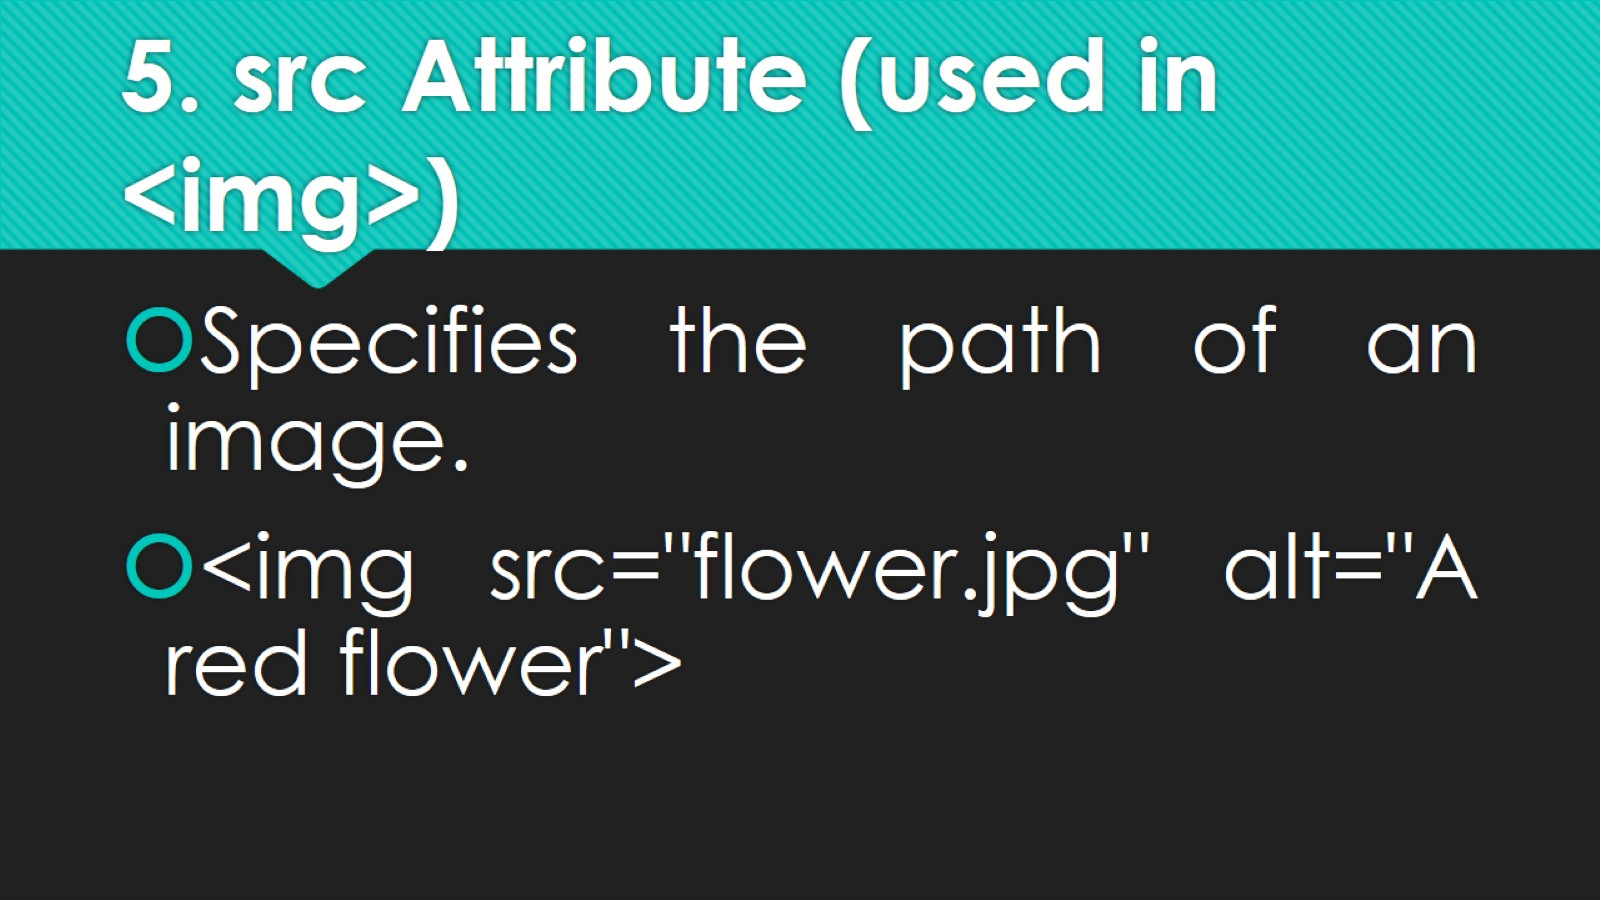 5. src Attribute (used in
<img>)
Specifies the path of an
image.
<img src="flower.jpg" alt="A
red flower">